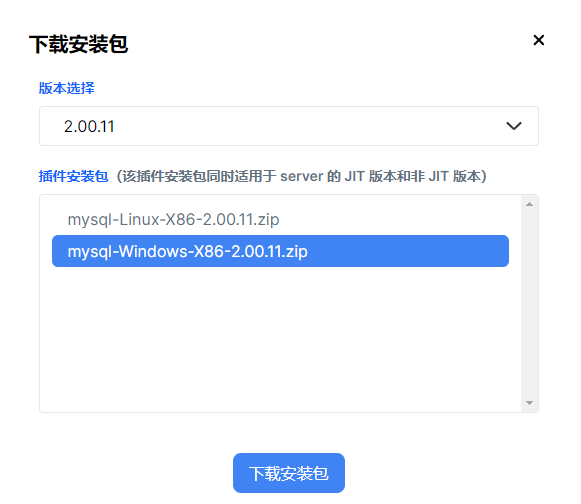 下载安装包
版本选择
2.00.11
插件安装包（该插件安装包同时适用于 server 的 JIT 版本和非 JIT 版本）
mysql-Linux-X86-2.00.11.zip
mysql-Windows-X86-2.00.11.zip
下载安装包